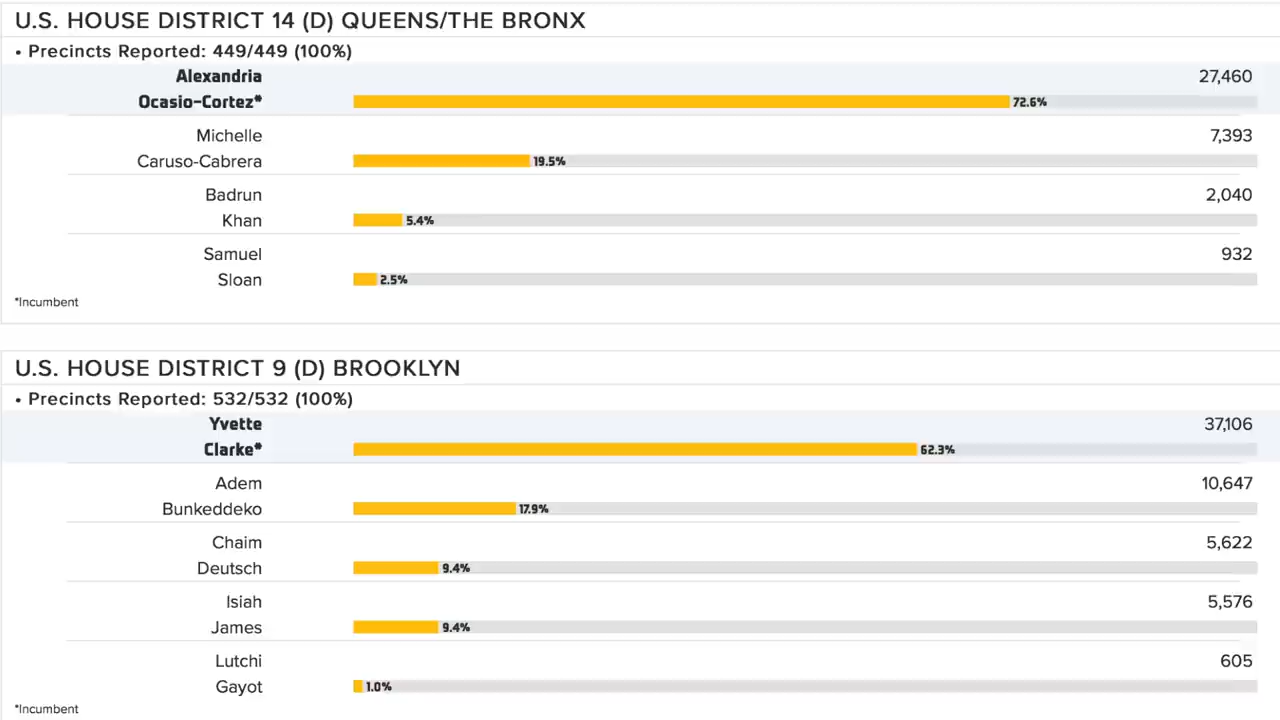 U.S. HOUSE DISTRICT 14 (D) QUEENS/THE BRONX
• Precincts Reported: 449/449 (100%)
Alexandria 27,460
Ocasio-Cortez* 72.6%
Michelle 7,393
Caruso-Cabrera 19.5%
Badrun 2,040
Khan 5.4%
Samuel 932
Sloan 2.5%
*Incumbent
U.S. HOUSE DISTRICT 9 (D) BROOKLYN
• Precincts Reported: 532/532 (100%)
Yvette 37,106
Clarke* 62.3%
Adem 10,647
Bunkeddeko 17.9%
Chaim 5,622
Deutsch 9.4%
Isiah 5,576
James 9.4%
Lutchi 605
Gayot 1.0%
*Incumbent